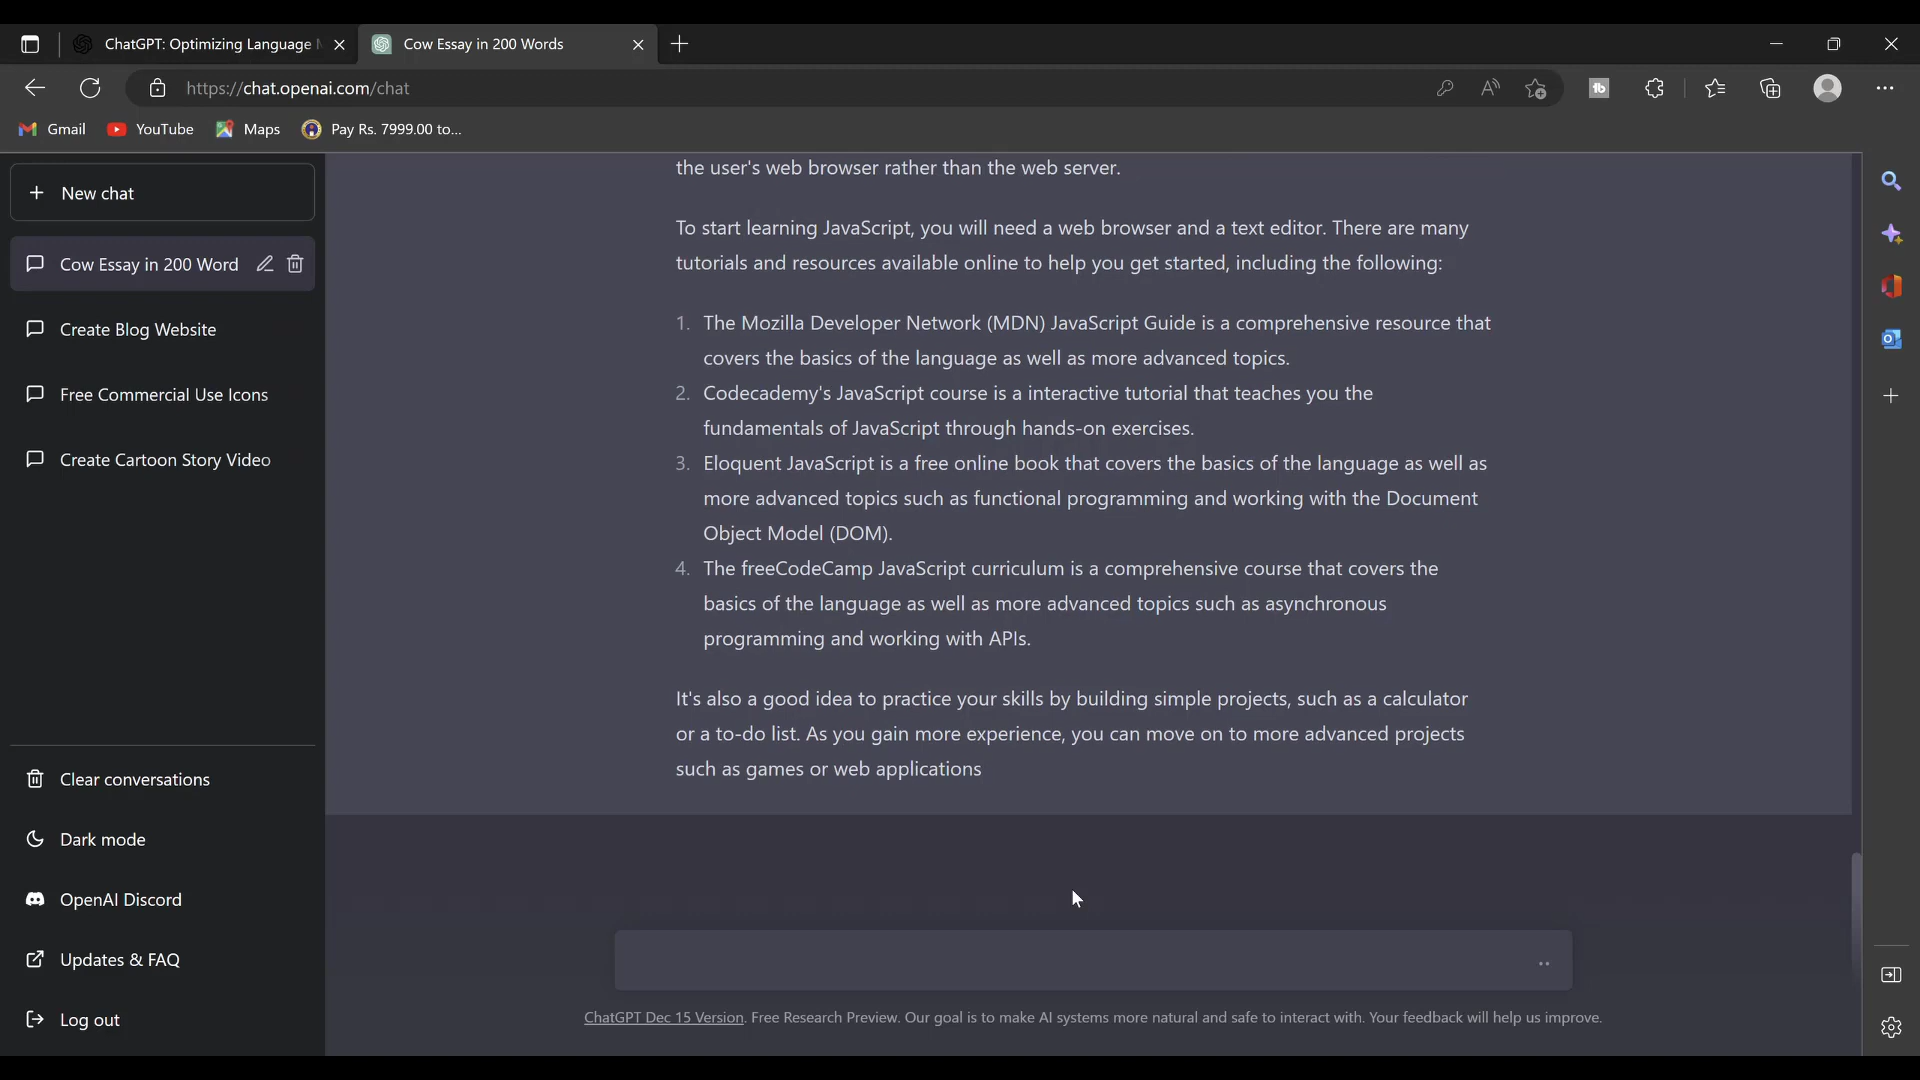 ChatGPT: Optimizing Language
Cow Essay in 200 Words
https://chat.openai.com/chat
Gmail
YouTube
Maps
Pay Rs. 7999.00 to...
New chat
Cow Essay in 200 Word
Create Blog Website
Free Commercial Use Icons
Create Cartoon Story Video
Clear conversations
Dark mode
OpenAI Discord
Updates & FAQ
Log out
the user's web browser rather than the web server.
To start learning JavaScript, you will need a web browser and a text editor. There are many
tutorials and resources available online to help you get started, including the following:
1. The Mozilla Developer Network (MDN) JavaScript Guide is a comprehensive resource that
covers the basics of the language as well as more advanced topics.
2. Codecademy's JavaScript course is a interactive tutorial that teaches you the
fundamentals of JavaScript through hands-on exercises.
3. Eloquent JavaScript is a free online book that covers the basics of the language as well as
more advanced topics such as functional programming and working with the Document
Object Model (DOM).
4. The freeCodeCamp JavaScript curriculum is a comprehensive course that covers the
basics of the language as well as more advanced topics such as asynchronous
programming and working with APIs.
It's also a good idea to practice your skills by building simple projects, such as a calculator
or a to-do list. As you gain more experience, you can move on to more advanced projects
such as games or web applications
ChatGPT Dec 15 Version. Free Research Preview. Our goal is to make AI systems more natural and safe to interact with. Your feedback will help us improve.